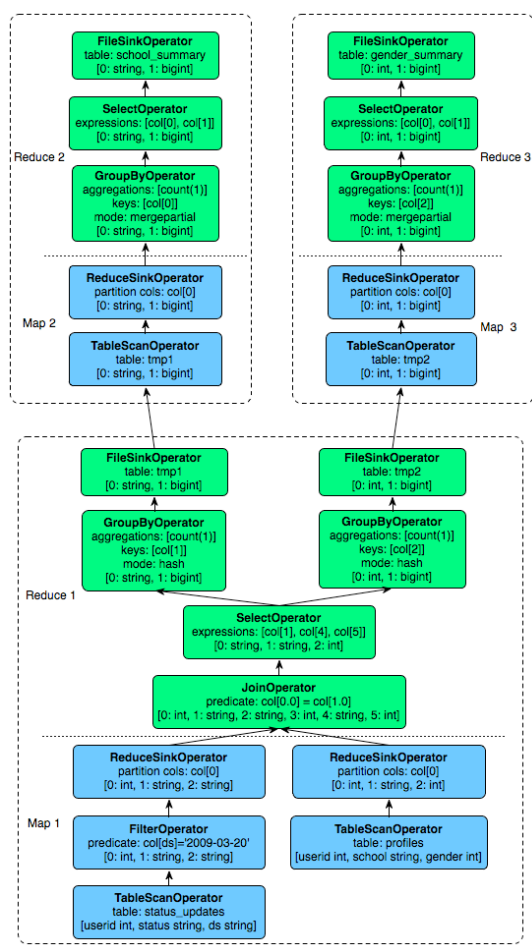 FileSinkOperator
table: school_summary
[0: string, 1: bigint]
SelectOperator
expressions: [col[0], col[1]]
[0: string, 1: bigint]
Reduce 2
GroupByOperator
aggregations: [count(1)]
keys: [col[0]]
mode: mergepartial
[0: string, 1: bigint]
ReduceSinkOperator
partition cols: col[0]
[0: string, 1: bigint]
Map 2
TableScanOperator
table: tmp1
[0: string, 1: bigint]
FileSinkOperator
table: gender_summary
[0: int, 1: bigint]
SelectOperator
expressions: [col[0], col[1]]
[0: int, 1: bigint]
Reduce 3
GroupByOperator
aggregations: [count(1)]
keys: [col[2]]
mode: mergepartial
[0: int, 1: bigint]
ReduceSinkOperator
partition cols: col[0]
[0: int, 1: bigint]
Map 3
TableScanOperator
table: tmp2
[0: int, 1: bigint]
FileSinkOperator
table: tmp1
[0: string, 1: bigint]
FileSinkOperator
table: tmp2
[0: int, 1: bigint]
GroupByOperator
aggregations: [count(1)]
keys: [col[1]]
mode: hash
[0: string, 1: bigint]
GroupByOperator
aggregations: [count(1)]
keys: [col[2]]
mode: hash
[0: int, 1: bigint]
Reduce 1
SelectOperator
expressions: [col[1], col[4], col[5]]
[0: string, 1: string, 2: int]
JoinOperator
predicate: col[0.0] = col[1.0]
[0: int, 1: string, 2: string, 3: int, 4: string, 5: int]
ReduceSinkOperator
partition cols: col[0]
[0: int, 1: string, 2: string]
ReduceSinkOperator
partition cols: col[0]
[0: int, 1: string, 2: int]
Map 1
FilterOperator
predicate: col[ds]='2009-03-20'
[0: int, 1: string, 2: string]
TableScanOperator
table: profiles
[userid int, school string, gender int]
TableScanOperator
table: status_updates
[userid int, status string, ds string]